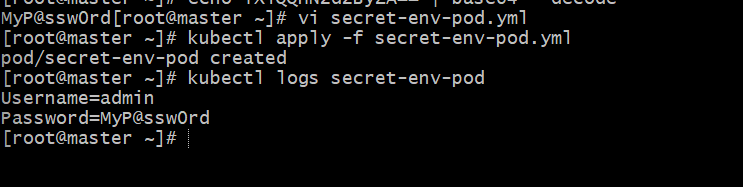 MyP@ssw0rd[root@master ~]# vi secret-env-pod.yml
[root@master ~]# kubectl apply -f secret-env-pod.yml
pod/secret-env-pod created
[root@master ~]# kubectl logs secret-env-pod
Username=admin
Password=MyP@ssw0rd
[root@master ~]#